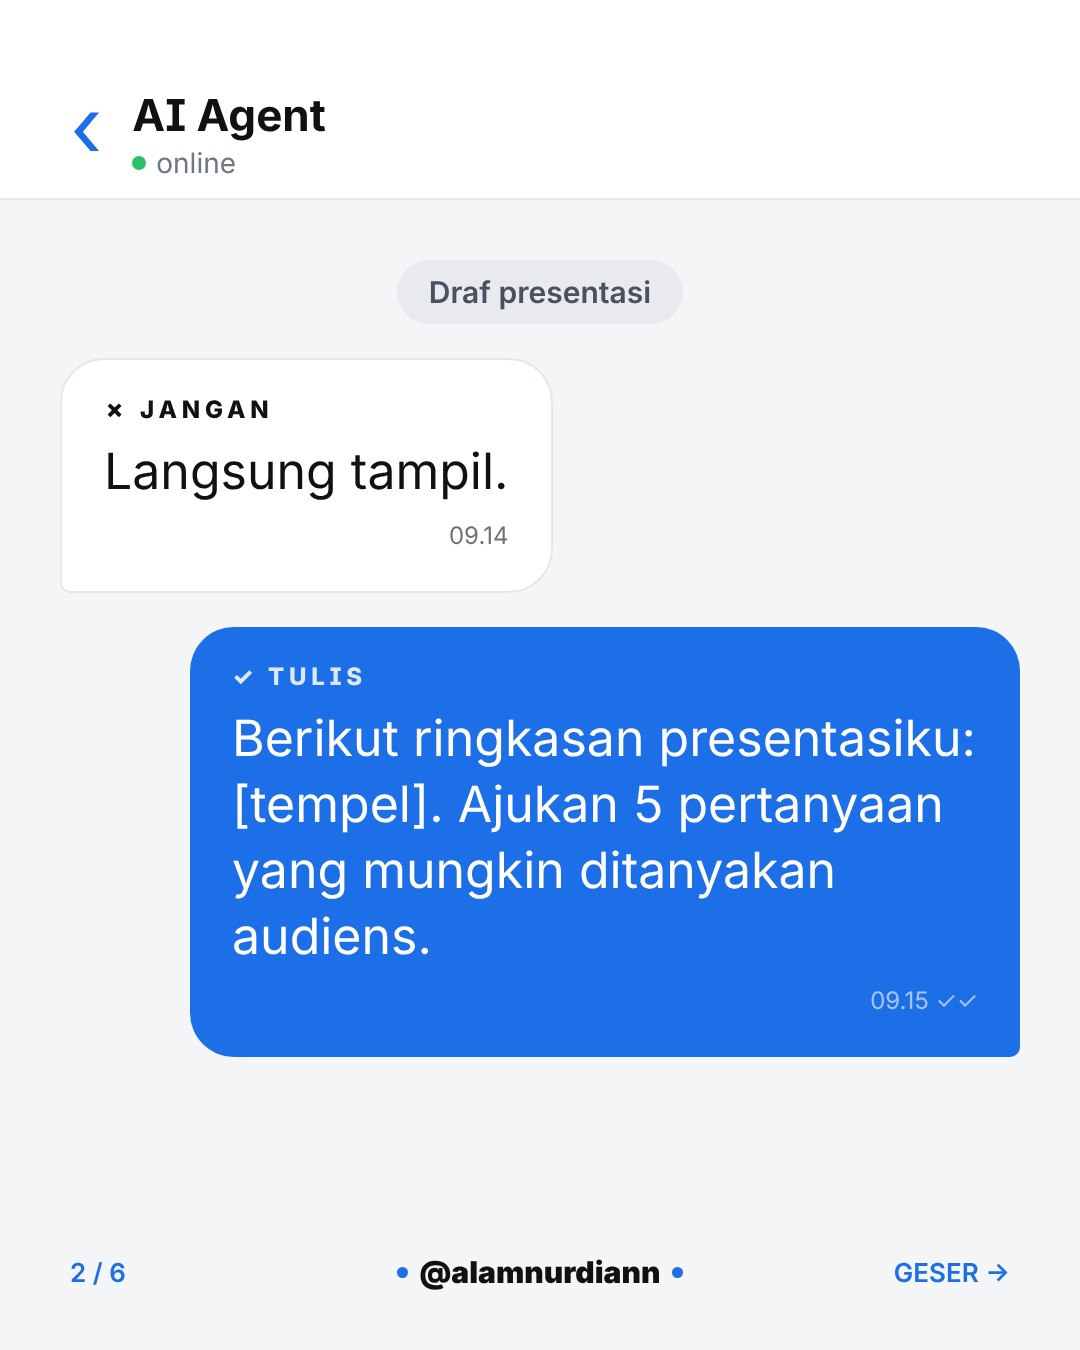 AI Agent
online
Draf presentasi
× JANGAN
Langsung tampil.
09.14
✓ TULIS
Berikut ringkasan presentasiku:
[tempel]. Ajukan 5 pertanyaan
yang mungkin ditanyakan
audiens.
09.15 ✓✓
2 / 6
• @alamnurdiann •
GESER →